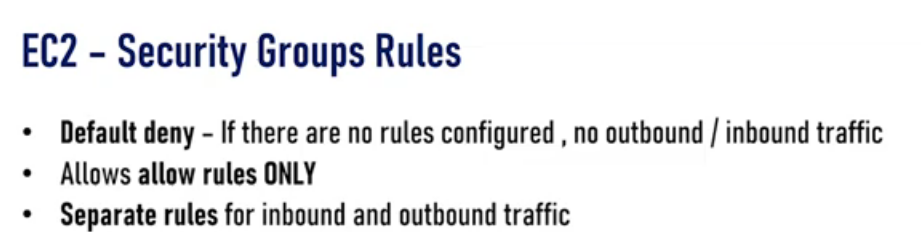 EC2 – Security Groups Rules
• Default deny – If there are no rules configured , no outbound / inbound traffic
• Allows allow rules ONLY
• Separate rules for inbound and outbound traffic